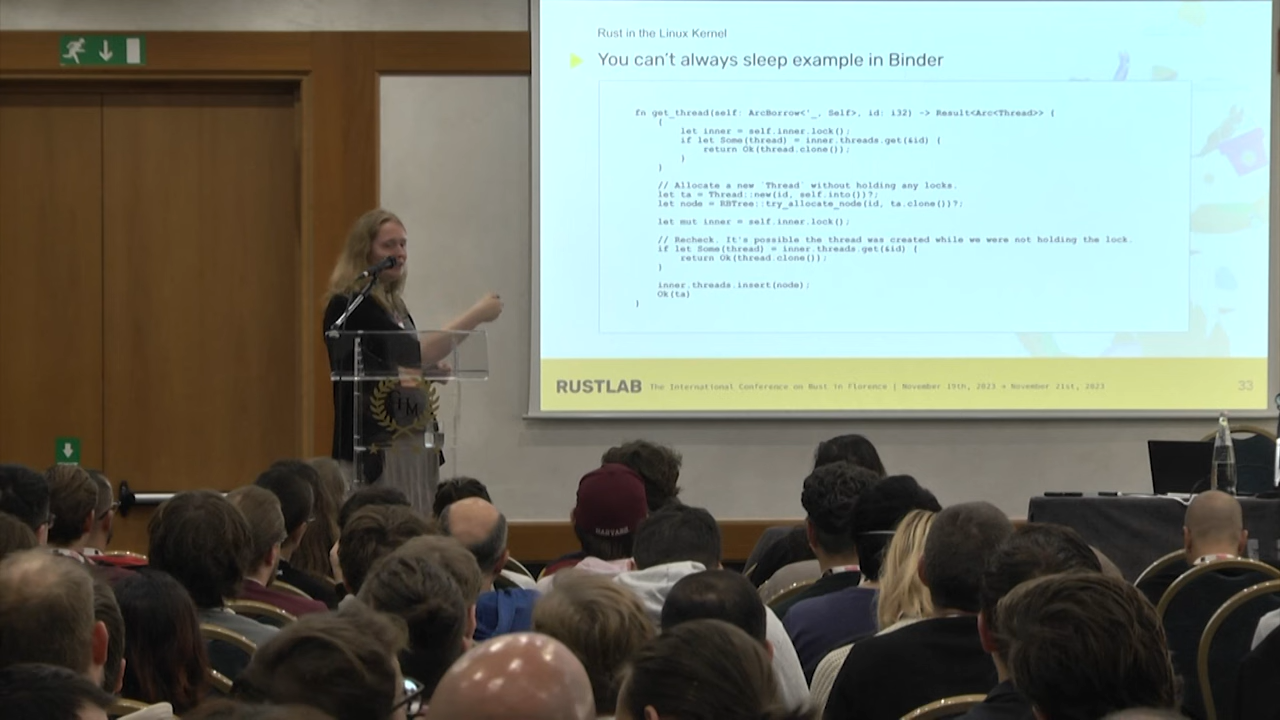 Rust in the Linux Kernel
You can't always sleep example in Binder
fn get_thread(self: ArcBorrow<'_, Self>, id: i32) -> Result<Arc<Thread>> {
{
let inner = self.inner.lock();
if let Some(thread) = inner.threads.get(&id) {
return Ok(thread.clone());
}
}
// Allocate a new `Thread` without holding any locks.
let ta = Thread::new(id, self.into())?;
let node = RBTree::try_allocate_node(id, ta.clone())?;
let mut inner = self.inner.lock();
// Recheck. It's possible the thread was created while we were not holding the lock.
if let Some(thread) = inner.threads.get(&id) {
return Ok(thread.clone());
}
inner.threads.insert(node);
Ok(ta)
}
RUSTLAB The International Conference on Rust in Florence | November 19th, 2023 + November 21st, 2023
33
HARVARD